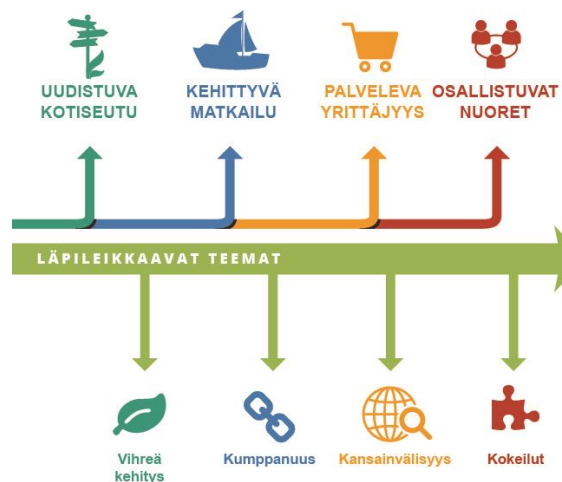 UUDISTUVA
KOTISEUTU
KEHITTYVÄ
MATKAILU
PALVELEVA
YRITTÄJYYS
OSALLISTUVAT
NUORET
LÄPILEIKKAAVAT TEEMAT
Vihreä
kehitys
Kumppanuus
Kansainvälisyys
Kokeilut